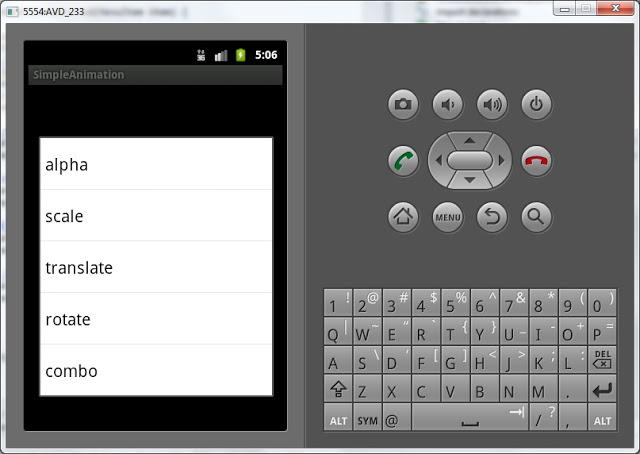 5554:AVD_233
3G 5:06
SimpleAnimation
alpha
scale
translate
rotate
combo
MENU
1 ! 2 @ 3 # 4 $ 5 % 6 ^ 7 & 8 * 9 ( 0 )
Q | W ~ E " R ` T { Y } U _ I - O + P =
A S \ D ' F [ G ] H < J > K ; L : DEL
Z X C V B N M .
ALT SYM @ / ? , ALT